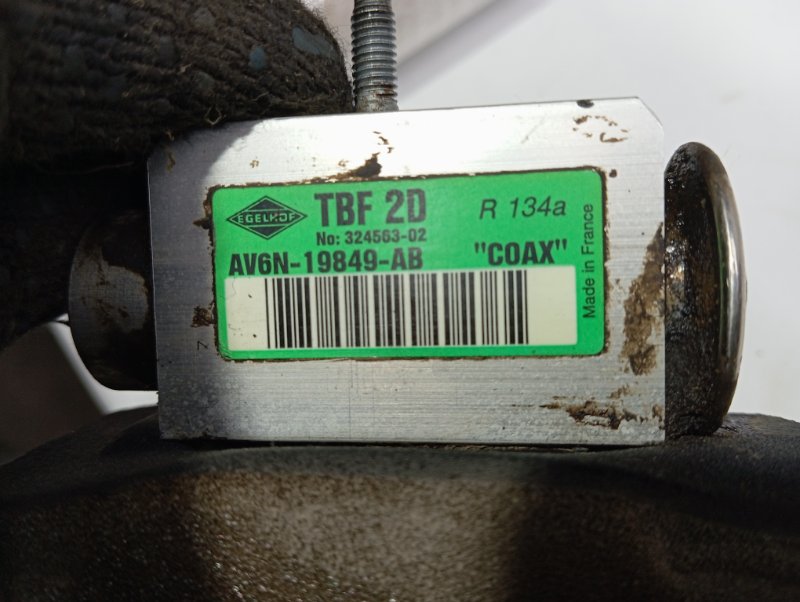 EGELHOF
TBF 2D
R 134a
No: 324563-02
AV6N-19849-AB
"COAX"
Made in France